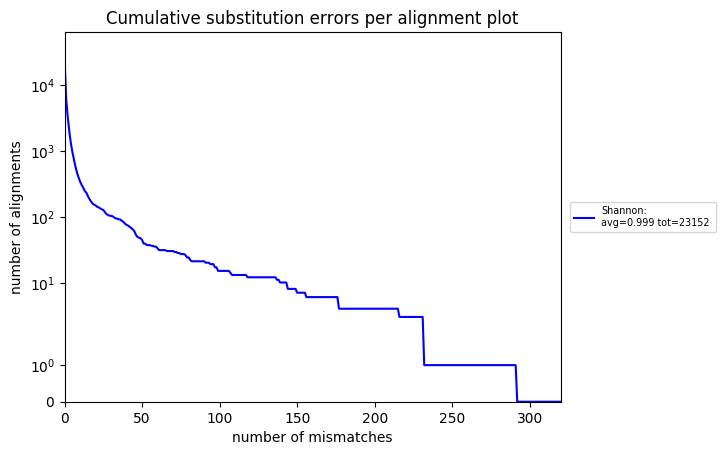 Cumulative substitution errors per alignment plot
number of alignments
10^4
10^3
10^2
10^1
10^0
0
0 50 100 150 200 250 300
number of mismatches
Shannon:
avg=0.999 tot=23152